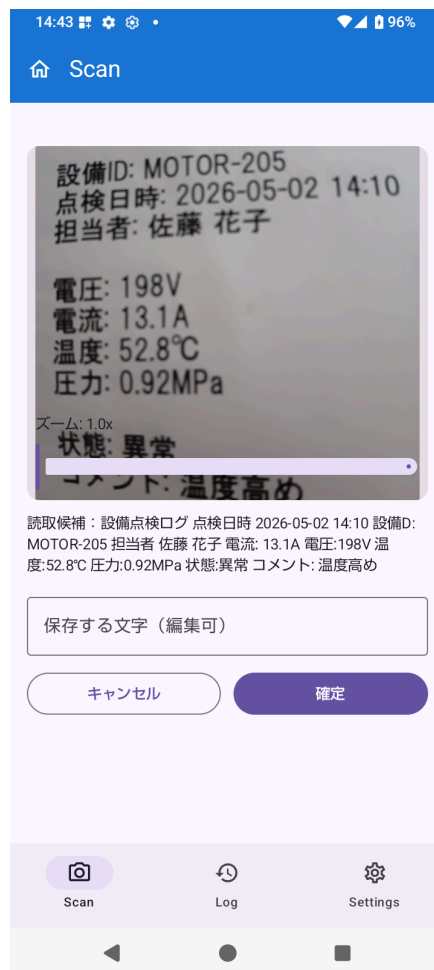 14:43
96%
Scan
設備ID: MOTOR-205
点検日時: 2026-05-02 14:10
担当者: 佐藤 花子
電圧: 198V
電流: 13.1A
温度: 52.8℃
圧力: 0.92MPa
ズーム: 1.0x
状態: 異常
コメント: 温度高め
読取候補：設備点検ログ 点検日時 2026-05-02 14:10 設備D:
MOTOR-205 担当者 佐藤 花子 電流: 13.1A 電圧:198V 温
度:52.8℃ 圧力:0.92MPa 状態:異常 コメント: 温度高め
保存する文字（編集可）
キャンセル
確定
Scan
Log
Settings